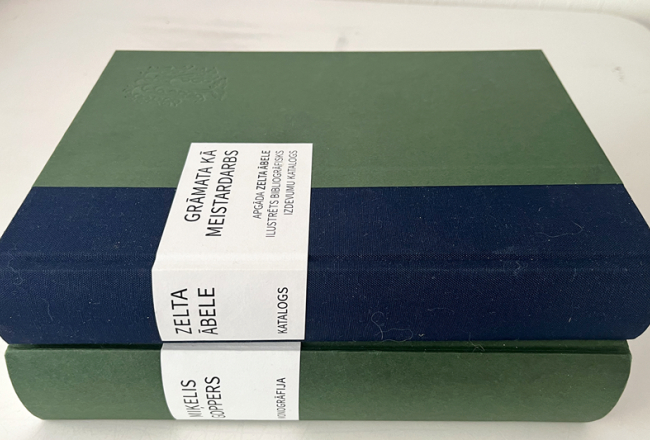 GRĀMATA KĀ
MEISTARDARBS
APGĀDA ZELTA ĀBELE
ILUSTRĒTS BIBLIOGRĀFISKS
IZDEVUMU KATALOGS
ZELTA
ĀBELE
KATALOGS
MIĶELIS
GOPPERS
MONOGRĀFIJA